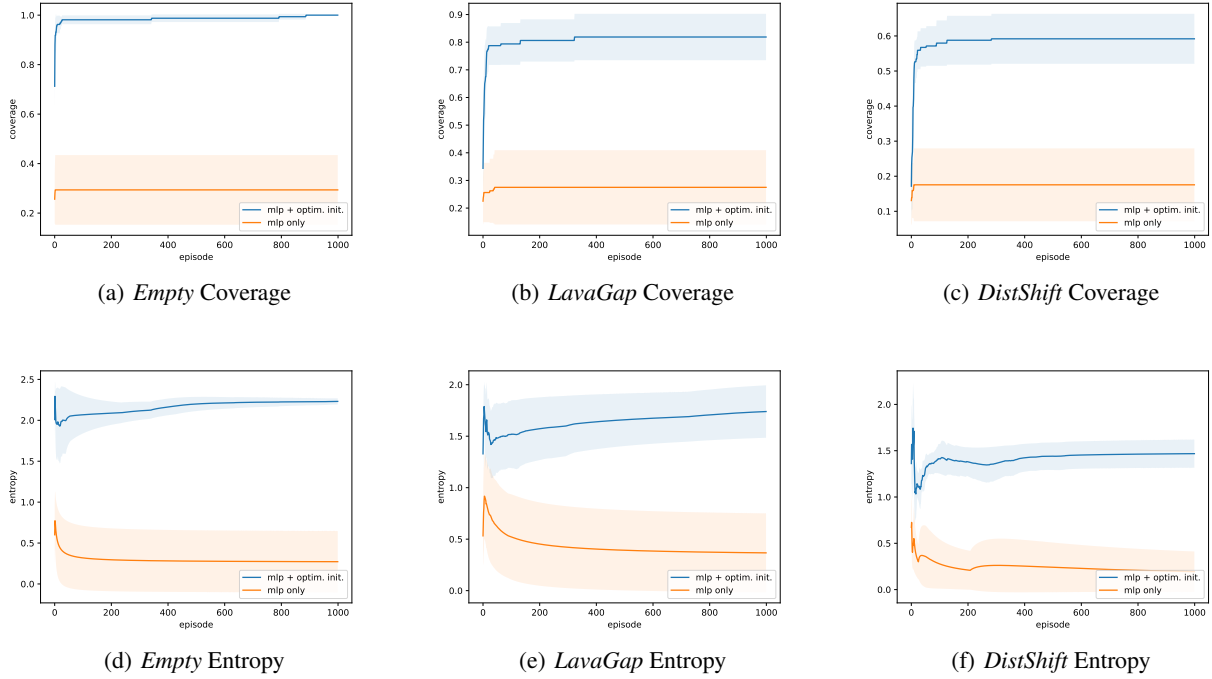 1.0
0.8
0.6
0.4
0.2
coverage
0 200 400 600 800 1000
episode
mlp + optim. init.
mlp only
(a) Empty Coverage
0.9
0.8
0.7
0.6
0.5
0.4
0.3
0.2
coverage
0 200 400 600 800 1000
episode
mlp + optim. init.
mlp only
(b) LavaGap Coverage
0.6
0.5
0.4
0.3
0.2
0.1
coverage
0 200 400 600 800 1000
episode
mlp + optim. init.
mlp only
(c) DistShift Coverage
2.5
2.0
1.5
1.0
0.5
0.0
entropy
0 200 400 600 800 1000
episode
mlp + optim. init.
mlp only
(d) Empty Entropy
2.0
1.5
1.0
0.5
0.0
entropy
0 200 400 600 800 1000
episode
mlp + optim. init.
mlp only
(e) LavaGap Entropy
2.0
1.5
1.0
0.5
0.0
entropy
0 200 400 600 800 1000
episode
mlp + optim. init.
mlp only
(f) DistShift Entropy